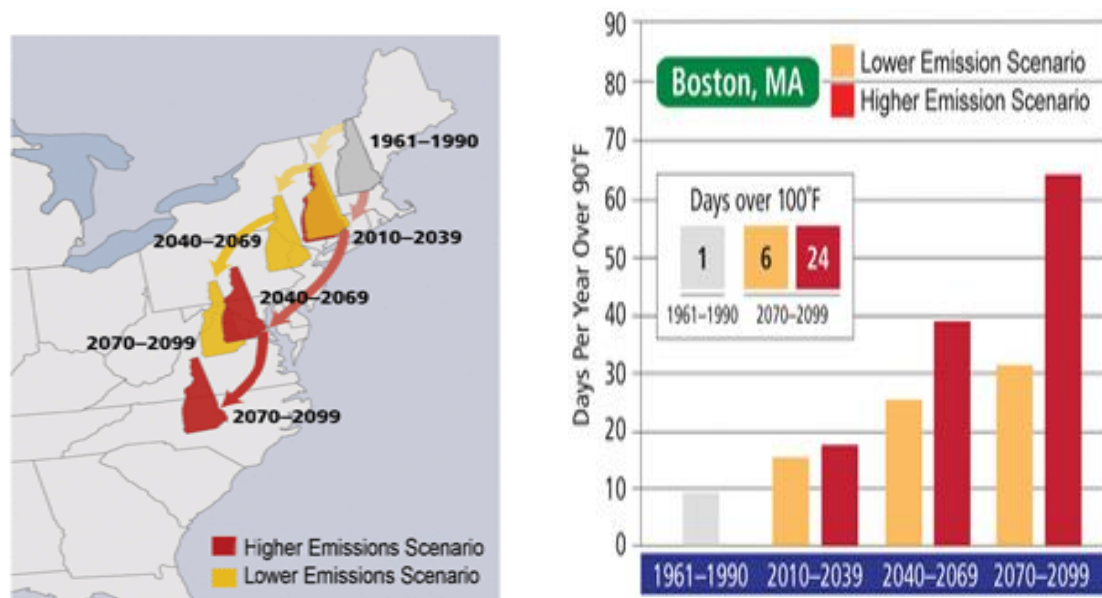 1961–1990
2040–2069
2010–2039
2040–2069
2070–2099
2070–2099
Higher Emissions Scenario
Lower Emissions Scenario
Days Per Year Over 90°F
90
80
70
60
50
40
30
20
10
0
Boston, MA
Lower Emission Scenario
Higher Emission Scenario
Days over 100°F
1 6 24
1961–1990 2070–2099
1961–1990 2010–2039 2040–2069 2070–2099